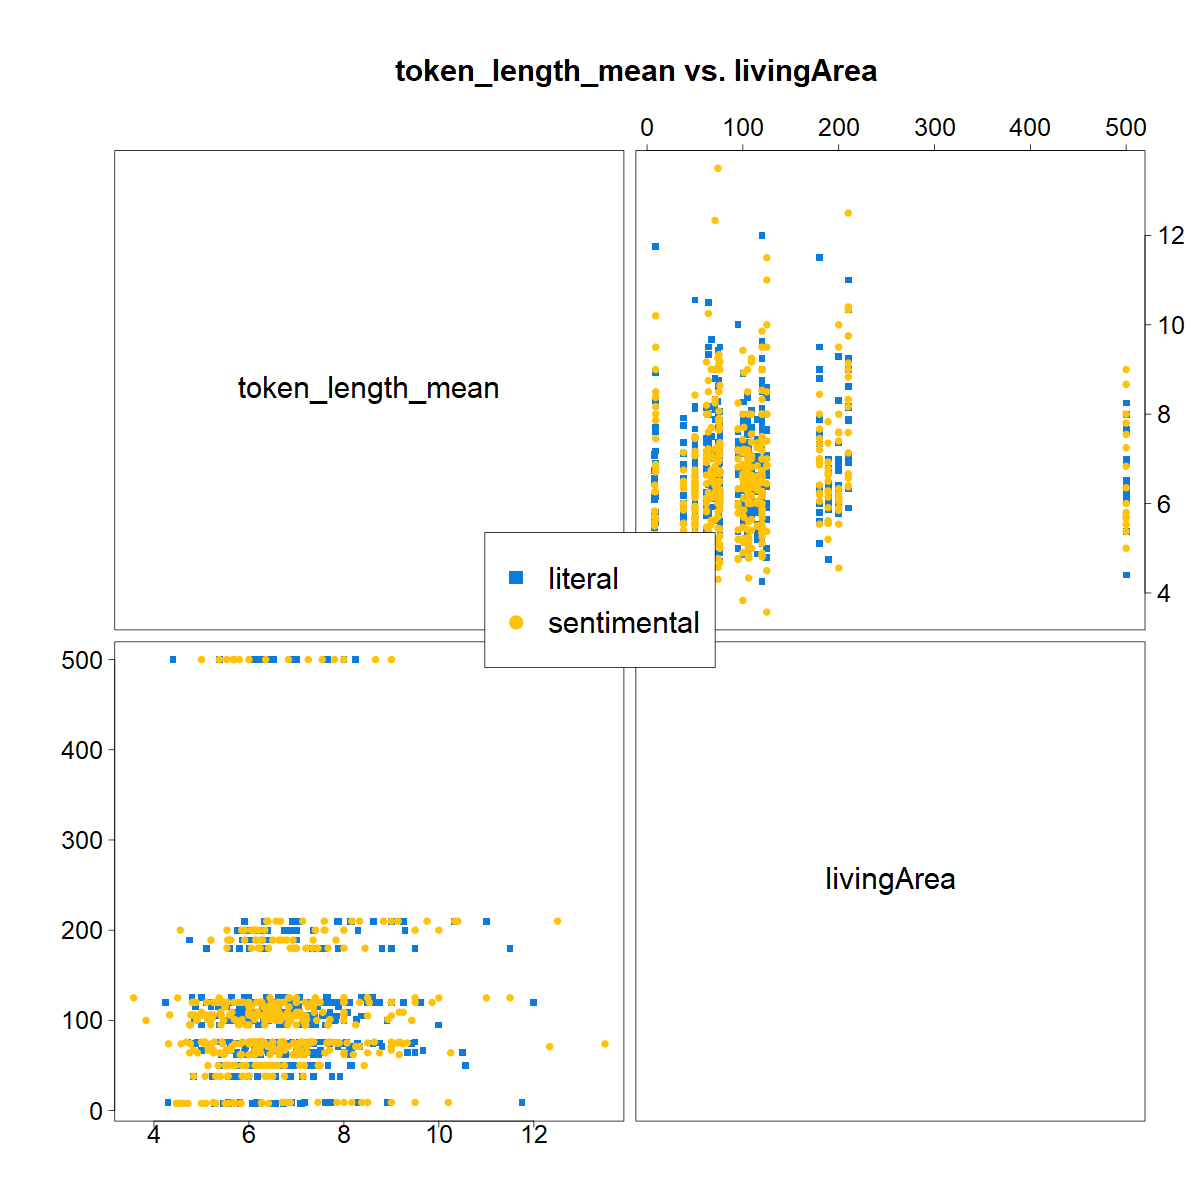 token_length_mean vs. livingArea
0 100 200 300 400 500
token_length_mean
12
10
8
6
4
literal
sentimental
500
400
300
200
100
0
livingArea
4 6 8 10 12